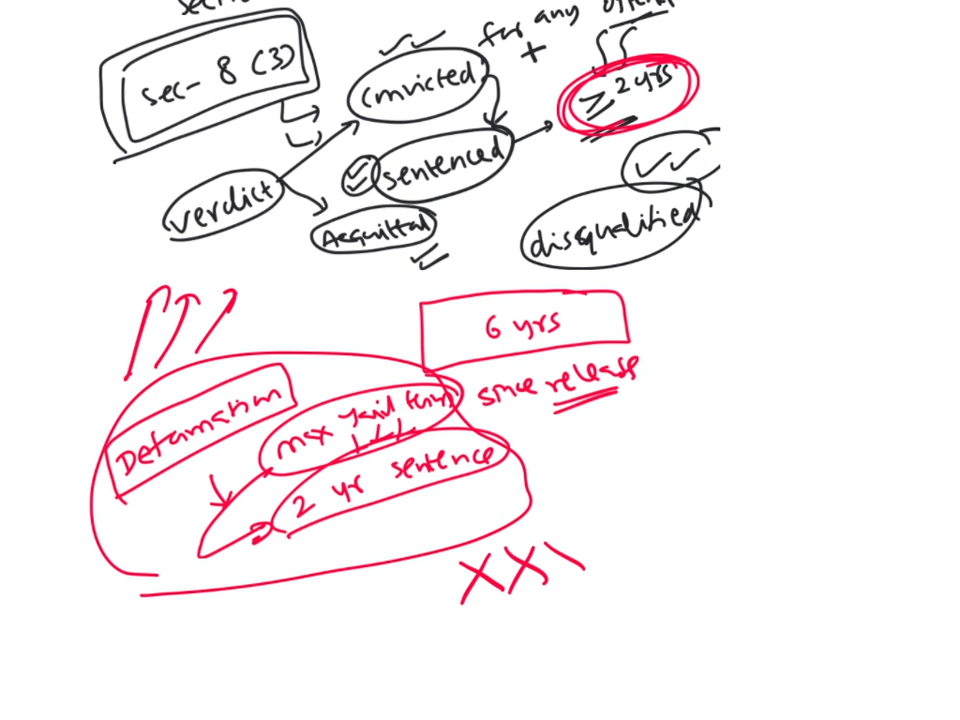 for any
sec- 8 (3)
convicted
+
≥ 2 yrs
sentenced
verdict
Acquittal
disqualified
6 yrs
since release
Defamation
max jail term
2 yr sentence